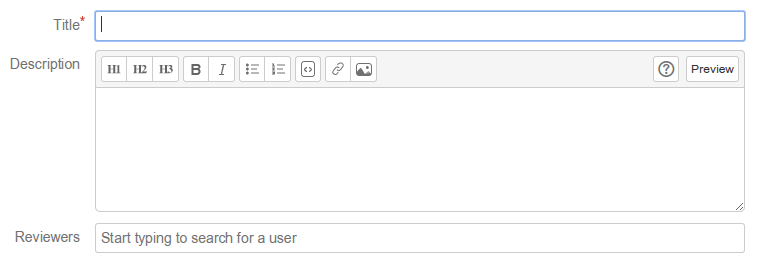 Title*
Description
H1 H2 H3 B I Preview
Reviewers
Start typing to search for a user